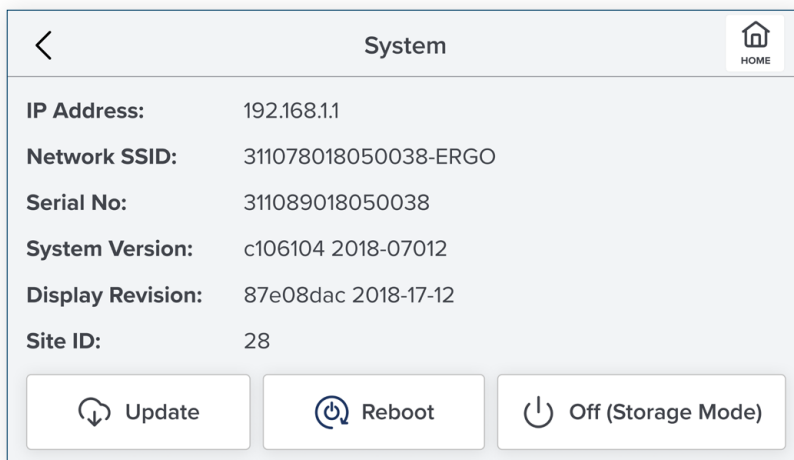 System
HOME
IP Address: 192.168.1.1
Network SSID: 311078018050038-ERGO
Serial No: 311089018050038
System Version: c106104 2018-07012
Display Revision: 87e08dac 2018-17-12
Site ID: 28
Update Reboot Off (Storage Mode)